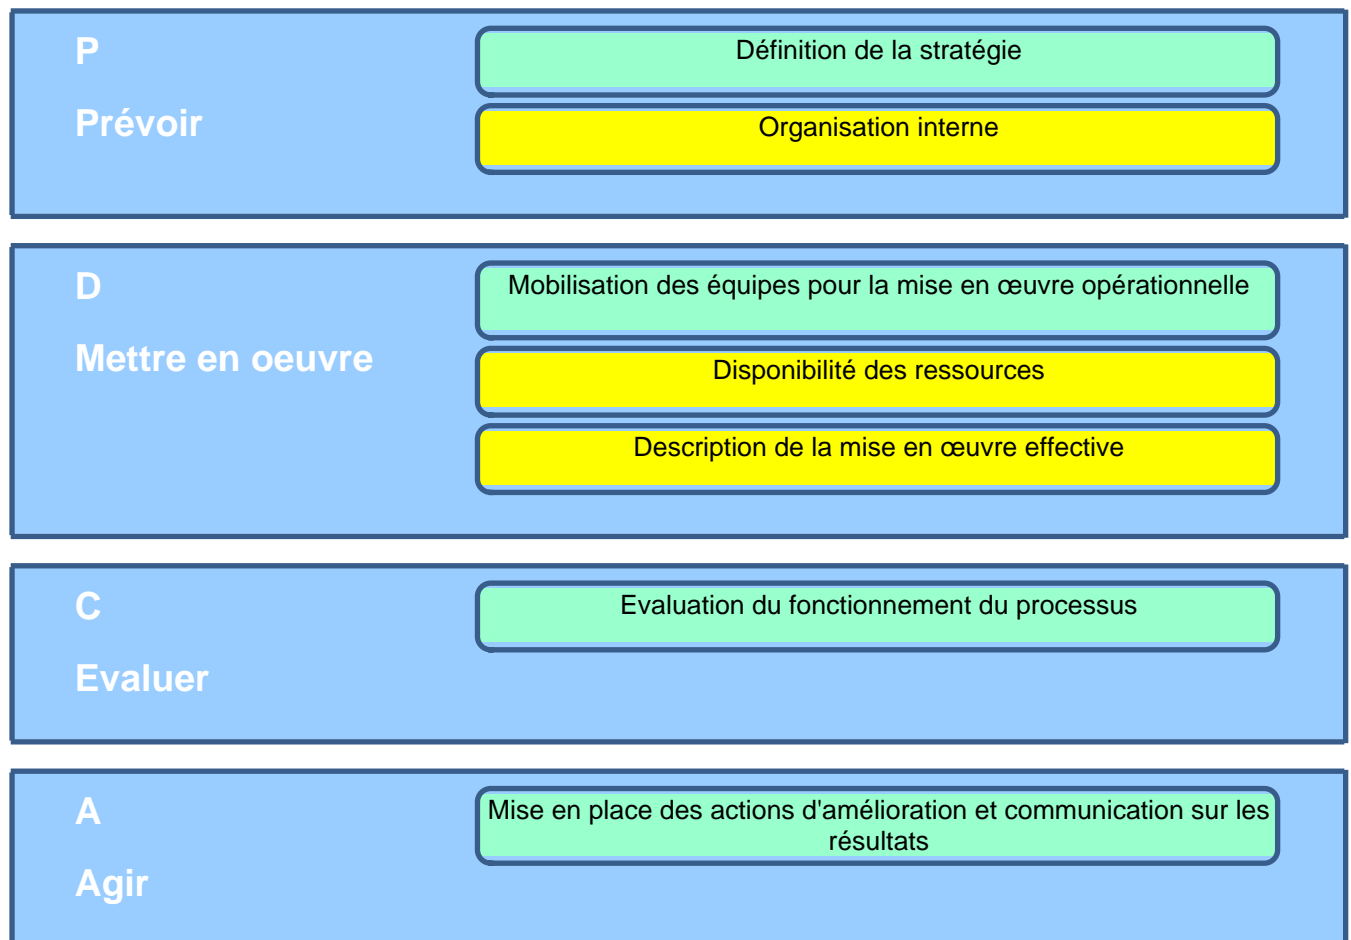 P
Prévoir
Définition de la stratégie
Organisation interne
D
Mettre en oeuvre
Mobilisation des équipes pour la mise en œuvre opérationnelle
Disponibilité des ressources
Description de la mise en œuvre effective
C
Evaluer
Evaluation du fonctionnement du processus
A
Agir
Mise en place des actions d'amélioration et communication sur les
résultats